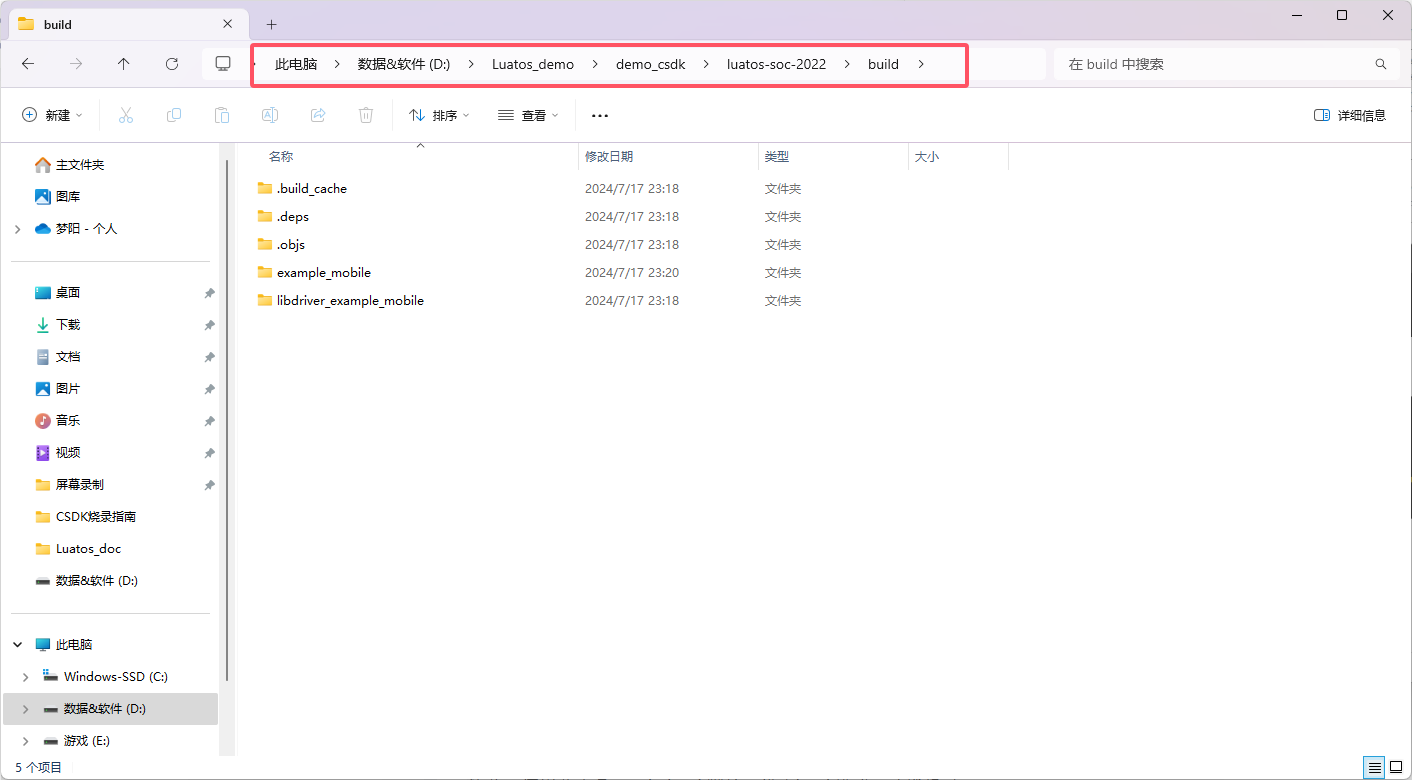 build
此电脑 数据&软件 (D:) Luatos_demo demo_csdk luatos-soc-2022 build
在 build 中搜索
新建 排序 查看 ... 详细信息
名称 修改日期 类型 大小
.build_cache 2024/7/17 23:18 文件夹
.deps 2024/7/17 23:18 文件夹
.objs 2024/7/17 23:18 文件夹
example_mobile 2024/7/17 23:20 文件夹
libdriver_example_mobile 2024/7/17 23:18 文件夹
主文件夹
图库
梦阳 - 个人
桌面
下载
文档
图片
音乐
视频
屏幕录制
CSDK烧录指南
Luatos_doc
数据&软件 (D:)
此电脑
Windows-SSD (C:)
数据&软件 (D:)
游戏 (E:)
5 个项目